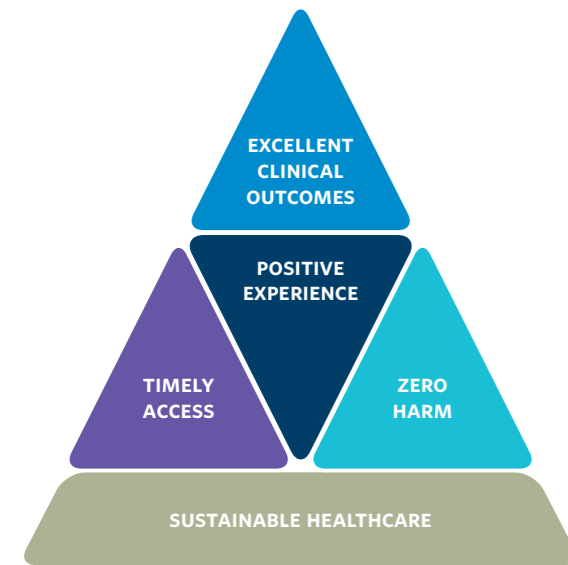 EXCELLENT
CLINICAL
OUTCOMES
POSITIVE
EXPERIENCE
TIMELY
ACCESS
ZERO
HARM
SUSTAINABLE HEALTHCARE